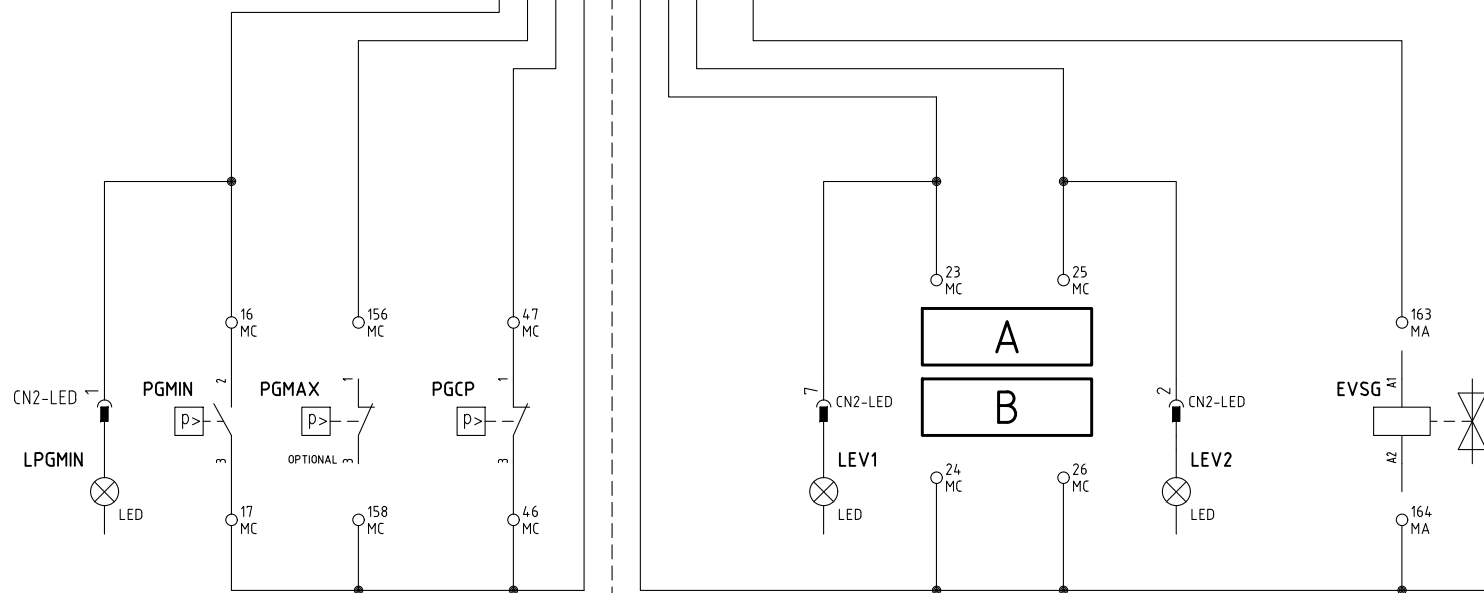 23
MC
25
MC
16
MC
156
MC
47
MC
163
MA
A
1
CN2-LED
PGMIN
2
PGMAX
1
PGCP
1
7
CN2-LED
B
2
CN2-LED
EVSG
A1
P>
P>
P>
LPGMIN
3
OPTIONAL
3
3
LEV1
LEV2
A2
24
MC
26
MC
LED
17
MC
158
MC
46
MC
LED
LED
164
MA